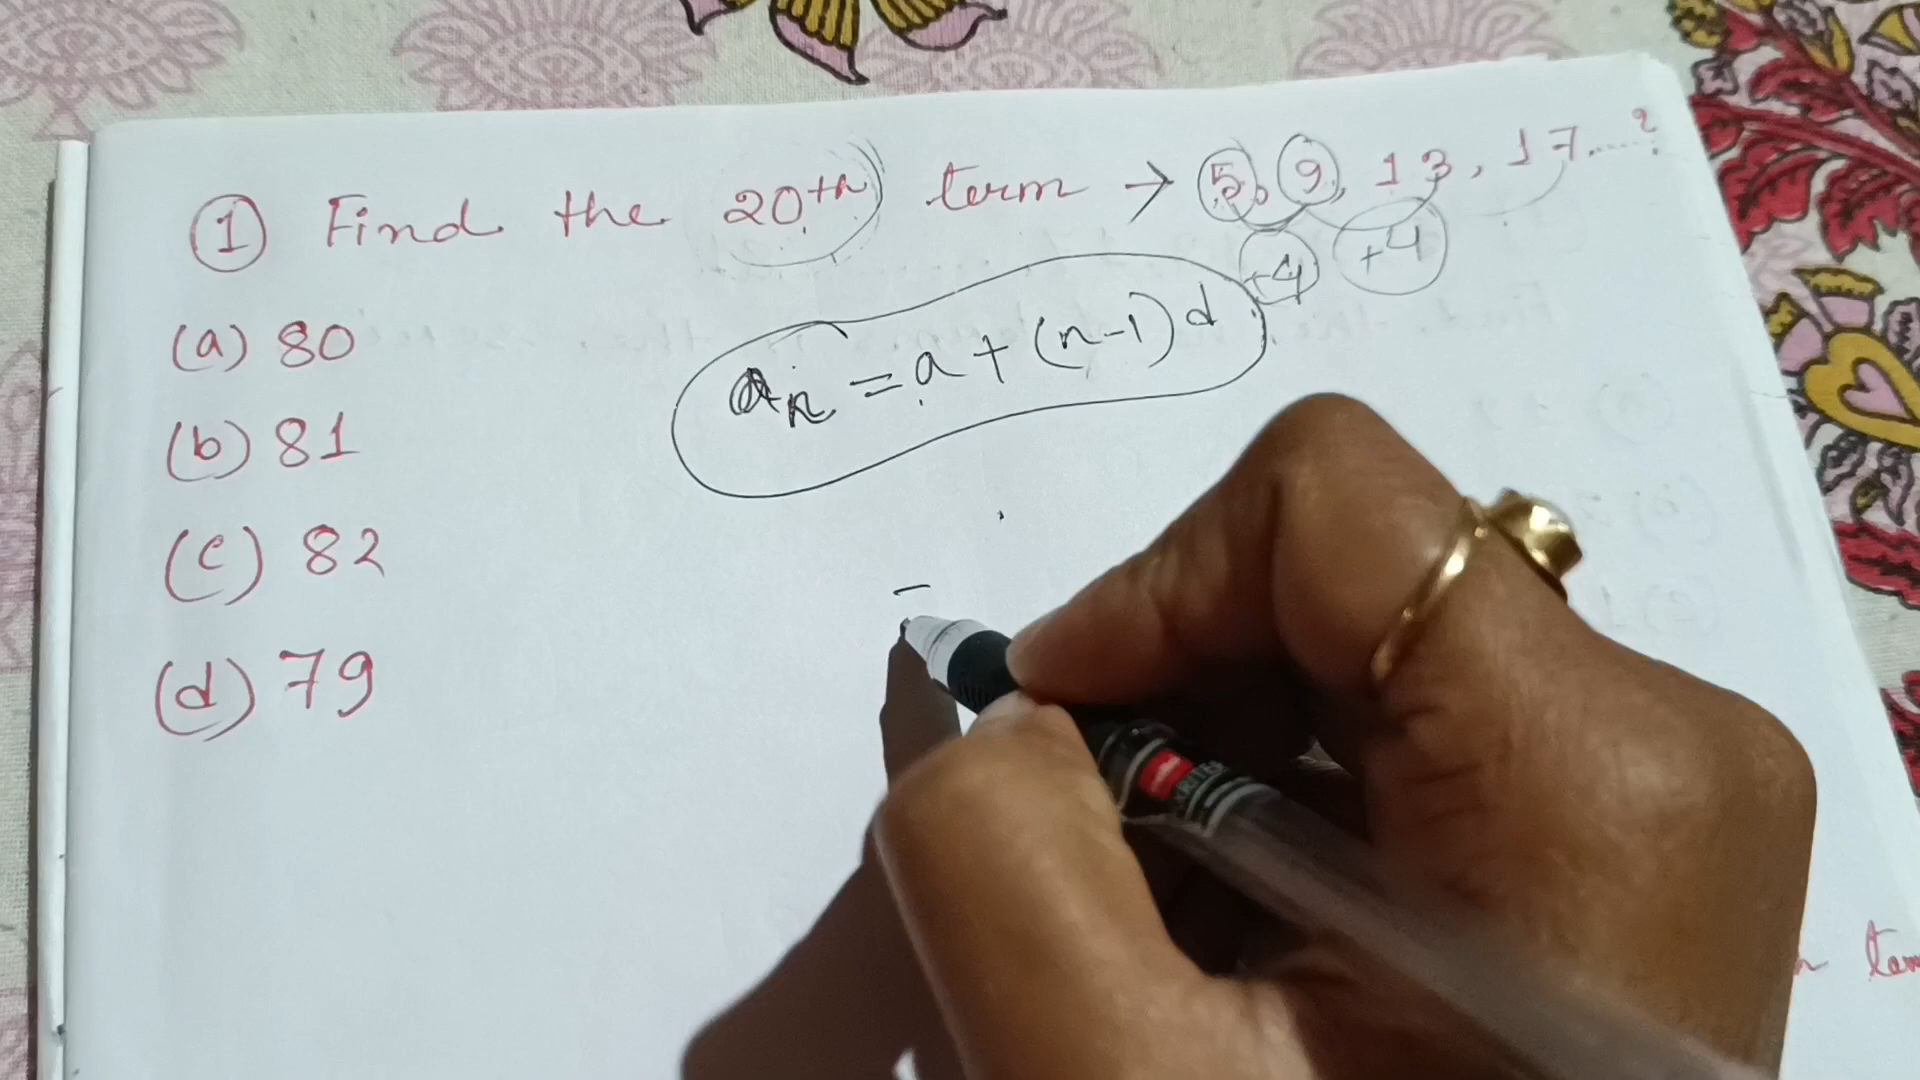 ① Find the 20th term → 5, 9, 13, 17.....?
+4 +4
an = a + (n-1)d
(a) 80
(b) 81
(c) 82
(d) 79